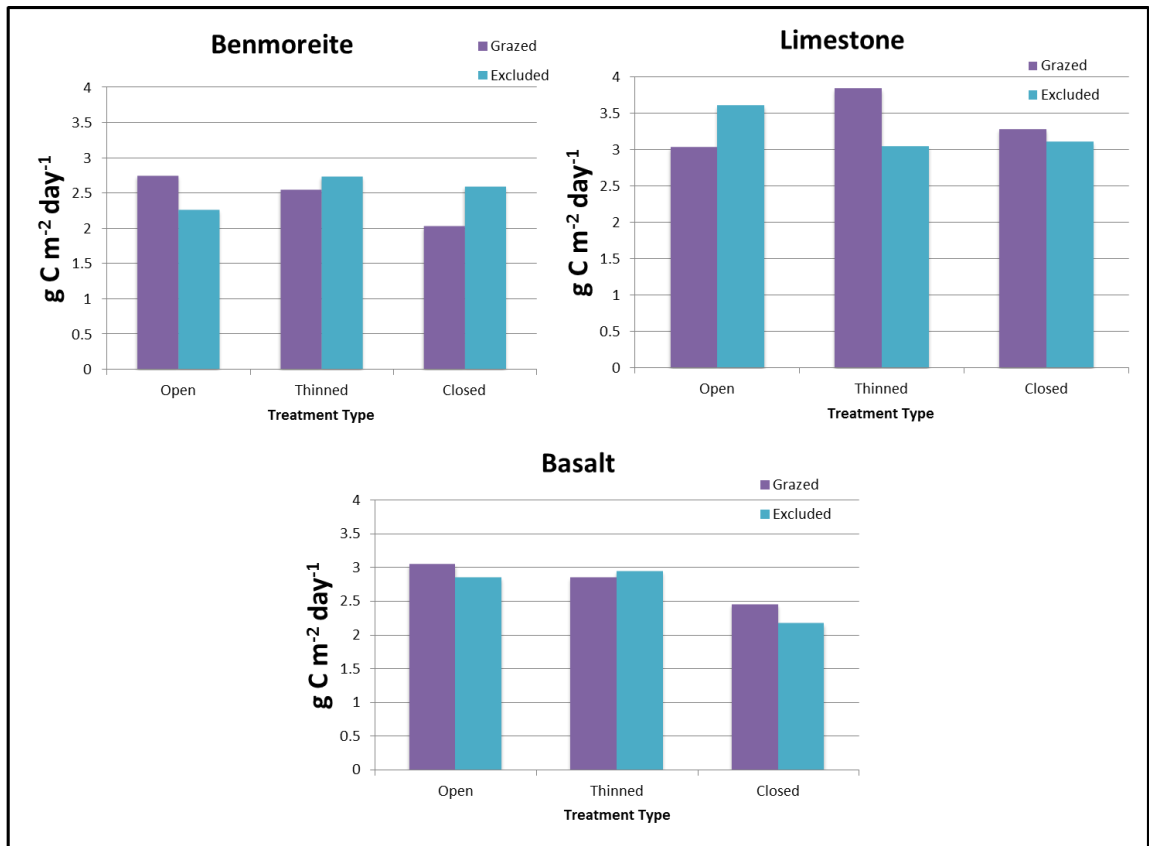 Benmoreite
Grazed
Excluded
4
3.5
3
2.5
2
1.5
1
0.5
0
g C m-2 day-1
Open Thinned Closed
Treatment Type
Limestone
Grazed
Excluded
4
3.5
3
2.5
2
1.5
1
0.5
0
g C m-2 day-1
Open Thinned Closed
Treatment Type
Basalt
Grazed
Excluded
4
3.5
3
2.5
2
1.5
1
0.5
0
g C m-2 day-1
Open Thinned Closed
Treatment Type